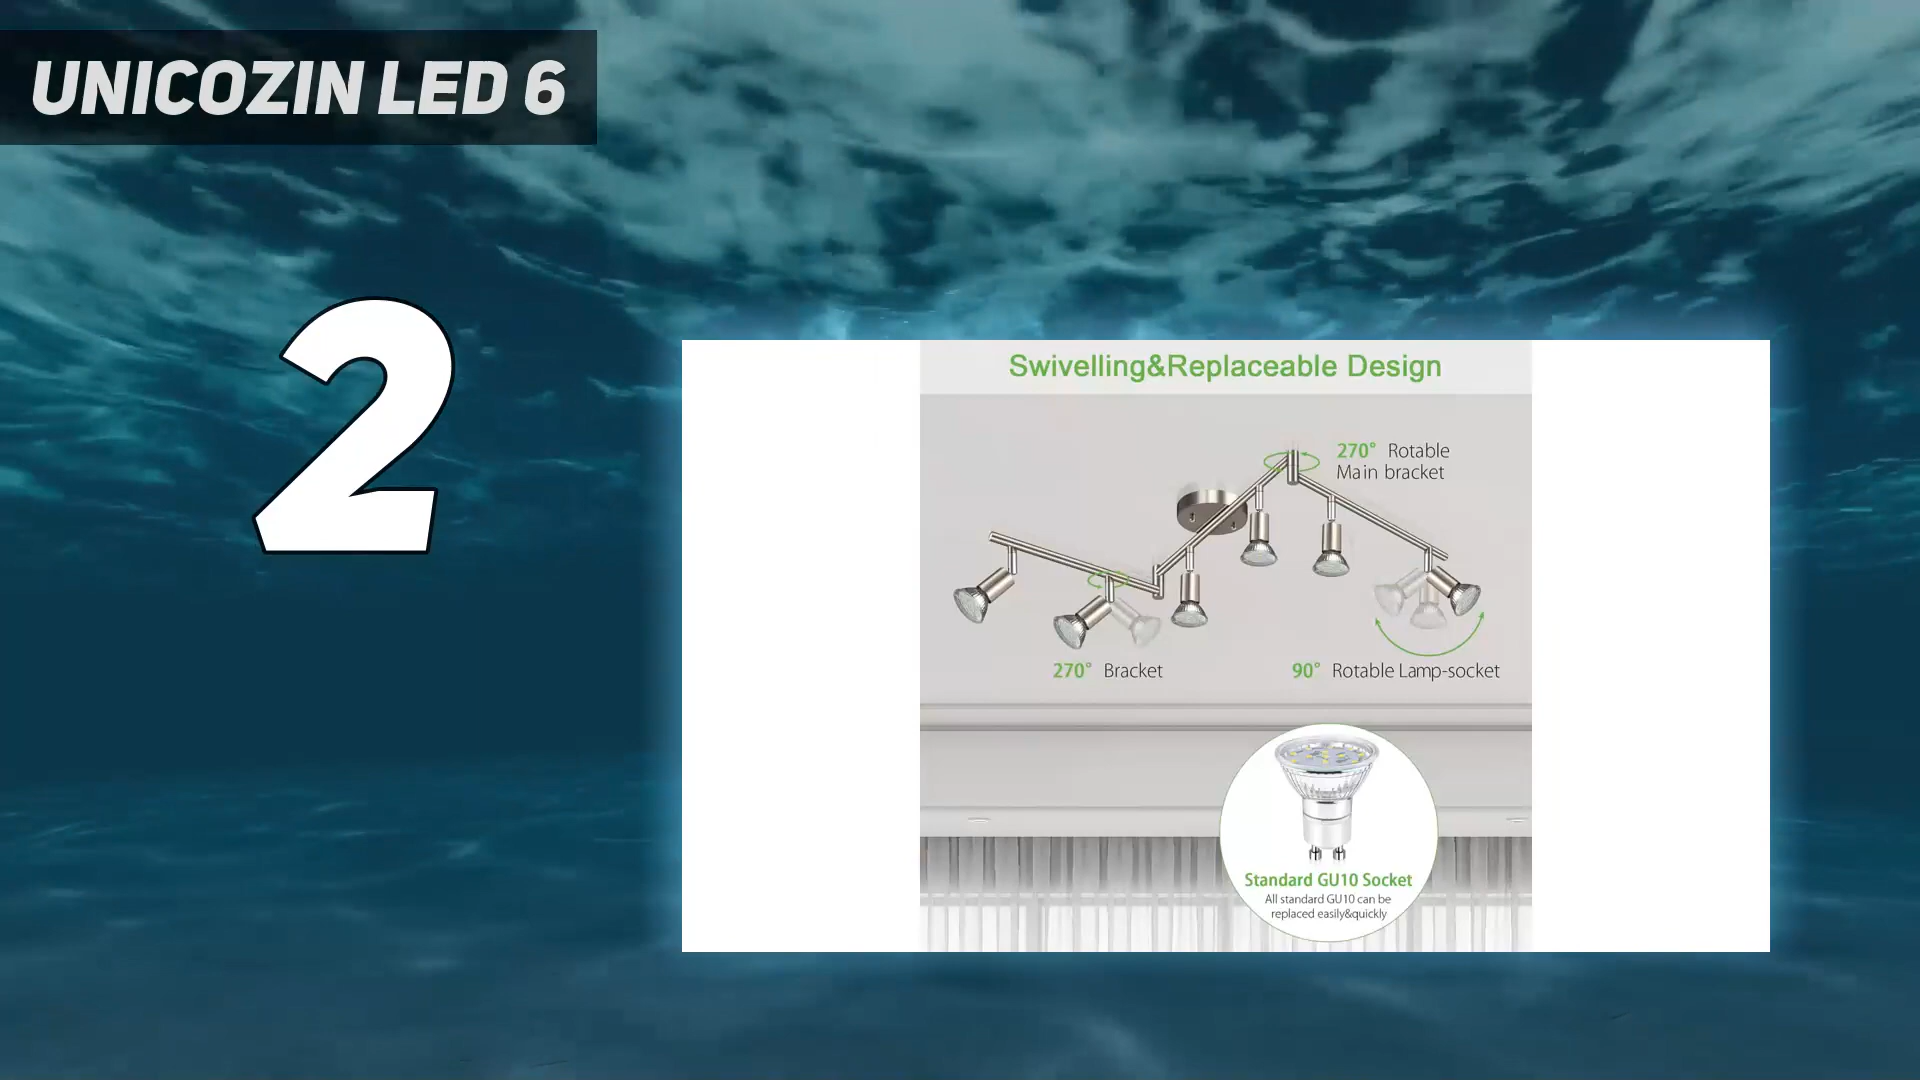 UNICOZIN LED 6
2
Swivelling&Replaceable Design
270° Rotable
Main bracket
270° Bracket
90° Rotable Lamp-socket
Standard GU10 Socket
All standard GU10 can be
replaced easily&quickly